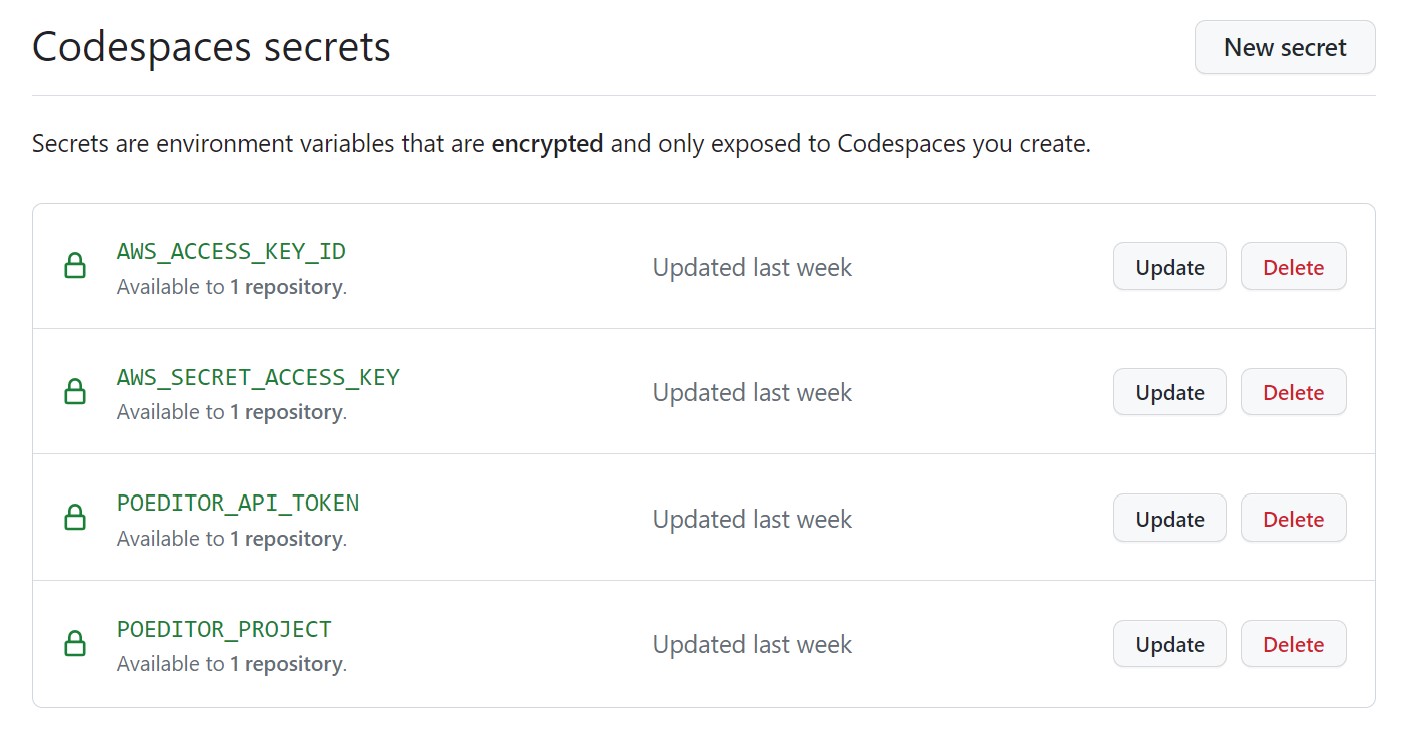 Codespaces secrets
New secret
Secrets are environment variables that are encrypted and only exposed to Codespaces you create.
AWS_ACCESS_KEY_ID
Available to 1 repository.
Updated last week
Update
Delete
AWS_SECRET_ACCESS_KEY
Available to 1 repository.
Updated last week
Update
Delete
POEDITOR_API_TOKEN
Available to 1 repository.
Updated last week
Update
Delete
POEDITOR_PROJECT
Available to 1 repository.
Updated last week
Update
Delete